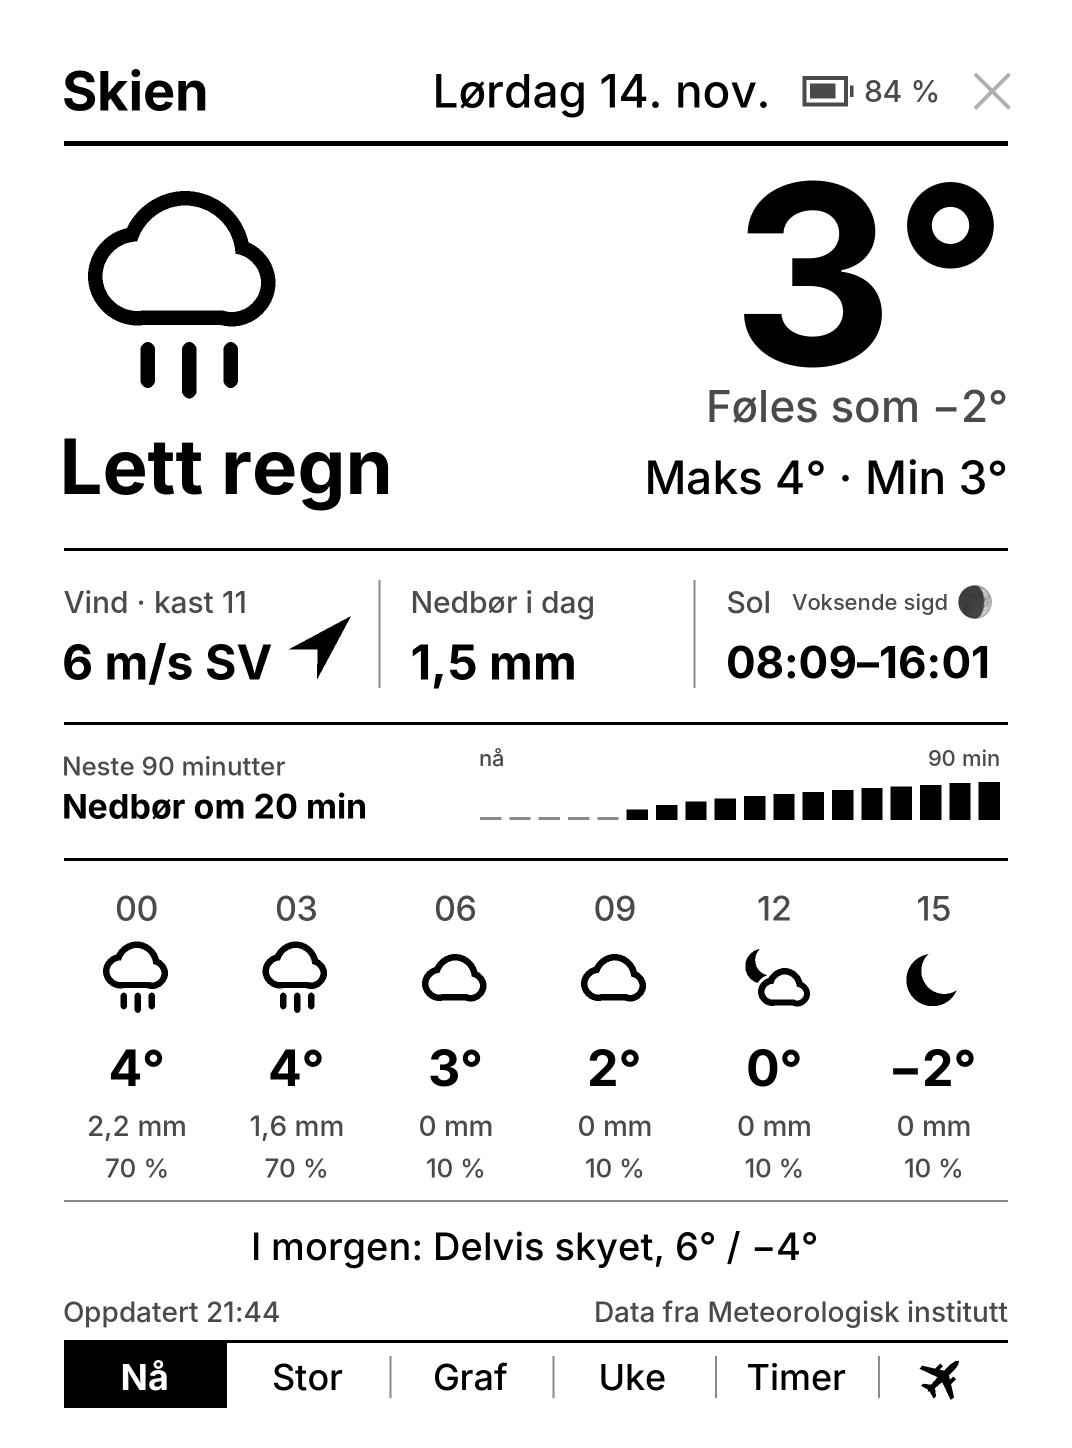 Skien
Lørdag 14. nov.
84 %
3°
Føles som −2°
Lett regn
Maks 4° · Min 3°
Vind · kast 11
6 m/s SV
Nedbør i dag
1,5 mm
Sol
Voksende sigd
08:09–16:01
Neste 90 minutter
Nedbør om 20 min
nå
90 min
00 03 06 09 12 15
4° 4° 3° 2° 0° −2°
2,2 mm 1,6 mm 0 mm 0 mm 0 mm 0 mm
70 % 70 % 10 % 10 % 10 % 10 %
I morgen: Delvis skyet, 6° / −4°
Oppdatert 21:44
Data fra Meteorologisk institutt
Nå Stor Graf Uke Timer